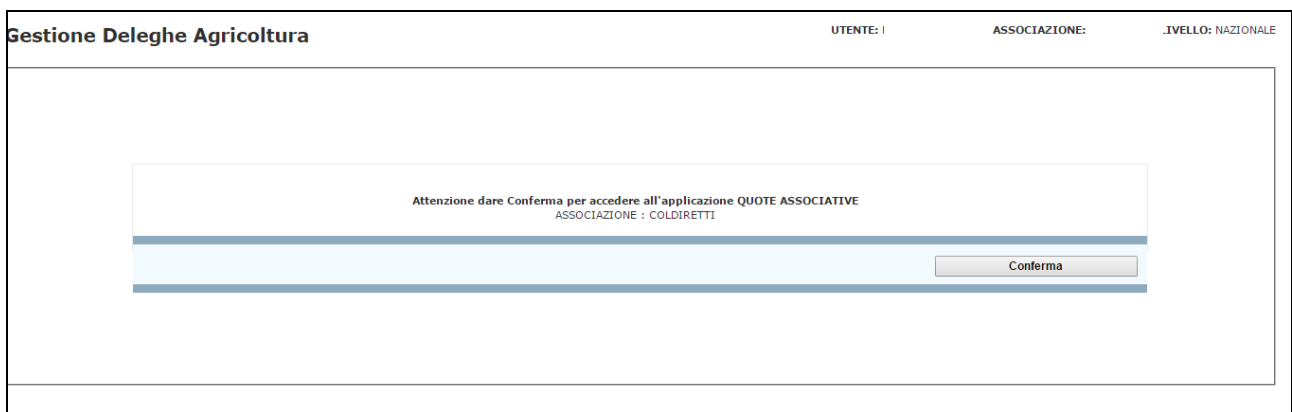 Gestione Deleghe Agricoltura
UTENTE: ASSOCIAZIONE: .IVELLO: NAZIONALE
Attenzione dare Conferma per accedere all'applicazione QUOTE ASSOCIATIVE
ASSOCIAZIONE : COLDIRETTI
Conferma